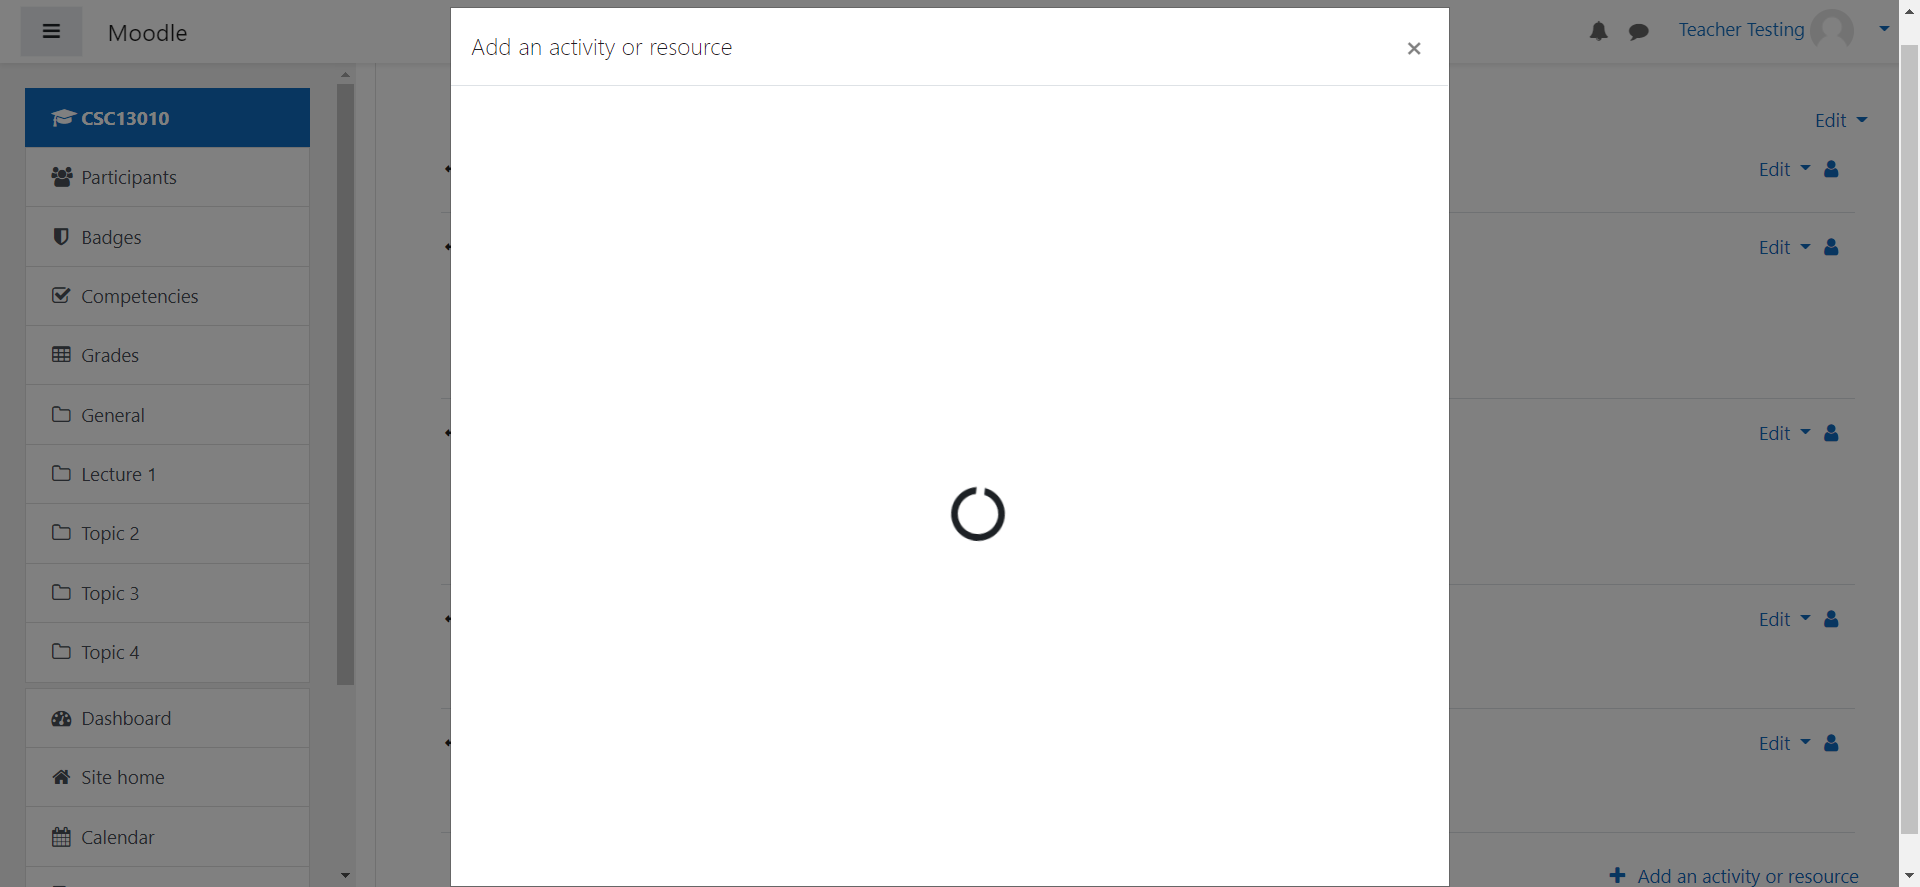 Moodle
Add an activity or resource
×
Teacher Testing
CSC13010
Participants
Badges
Competencies
Grades
General
Lecture 1
Topic 2
Topic 3
Topic 4
Dashboard
Site home
Calendar
Edit
Edit
Edit
Edit
Edit
Edit
Add an activity or resource